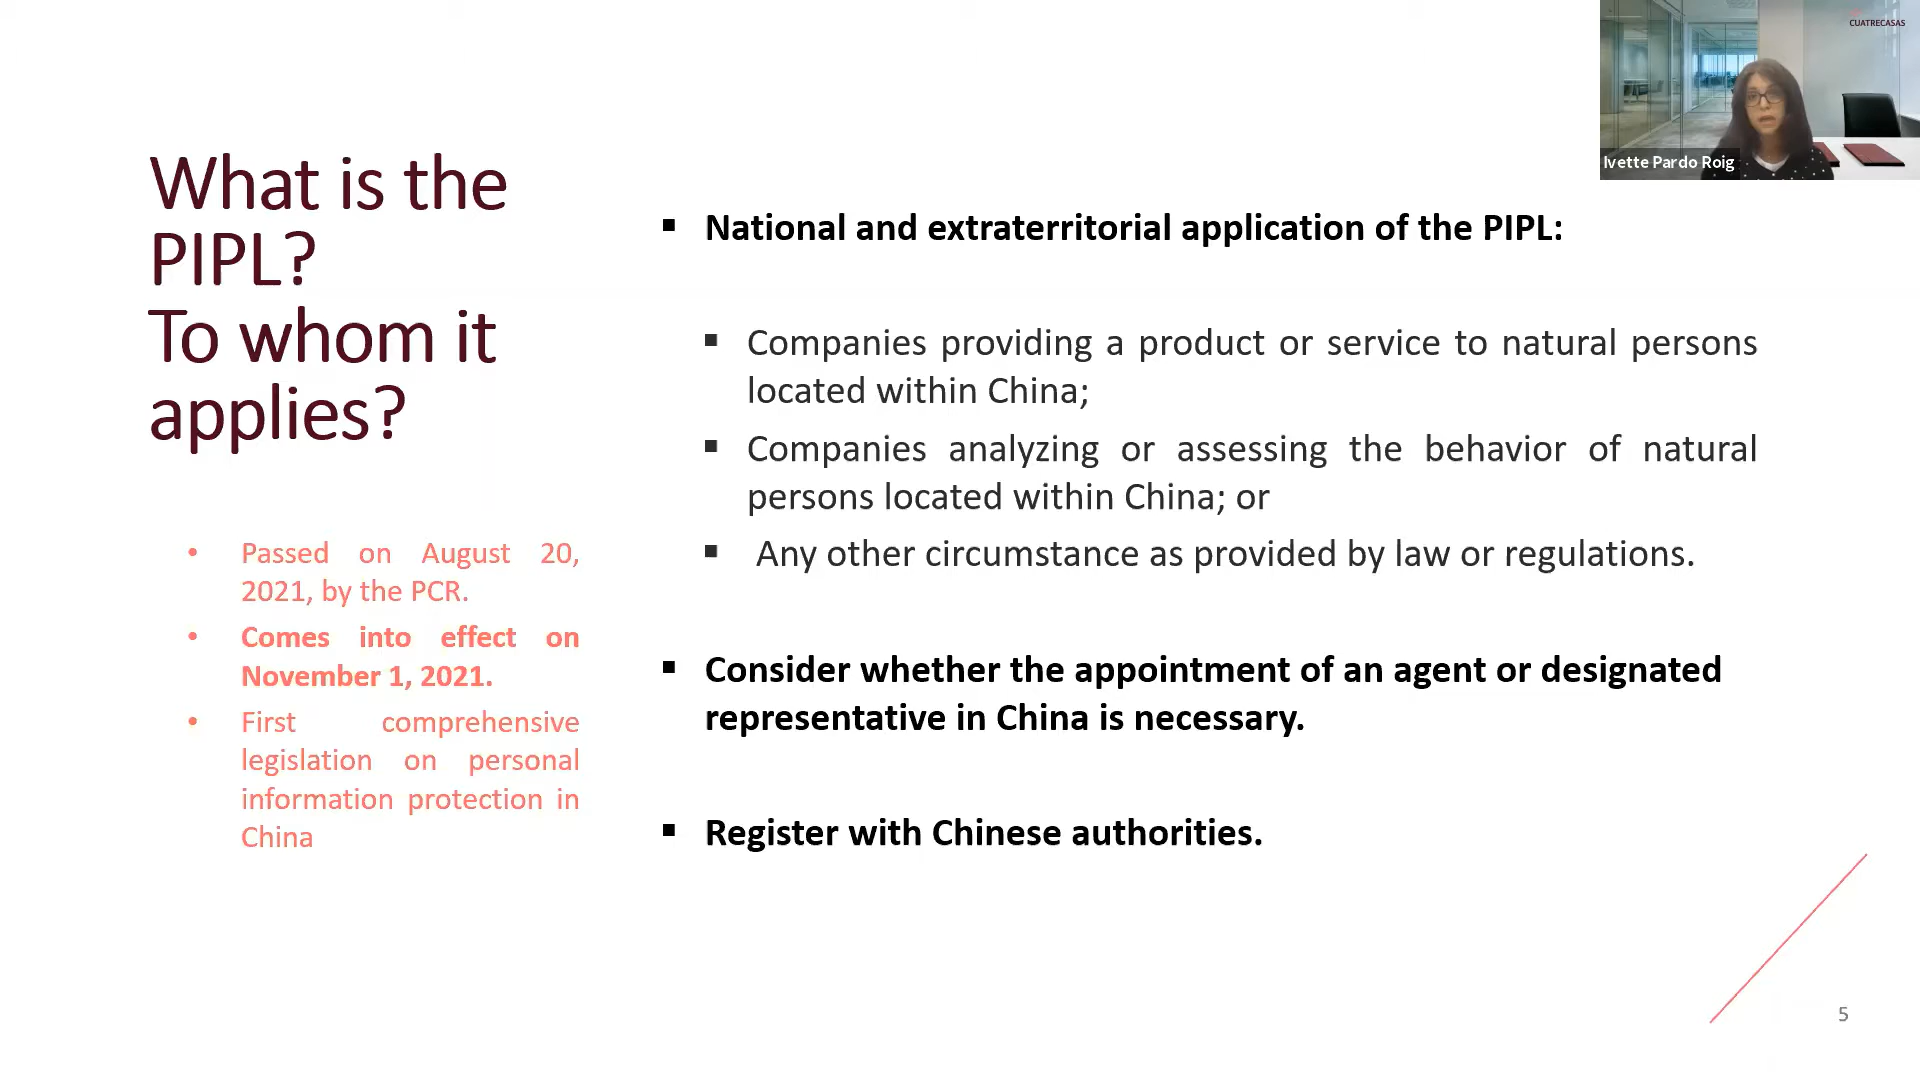 CUATRECASAS
Ivette Pardo Roig
What is the
PIPL?
To whom it
applies?
• Passed on August 20,
2021, by the PCR.
• Comes into effect on
November 1, 2021.
• First comprehensive
legislation on personal
information protection in
China
▪ National and extraterritorial application of the PIPL:
▪ Companies providing a product or service to natural persons
located within China;
▪ Companies analyzing or assessing the behavior of natural
persons located within China; or
▪ Any other circumstance as provided by law or regulations.
▪ Consider whether the appointment of an agent or designated
representative in China is necessary.
▪ Register with Chinese authorities.
5